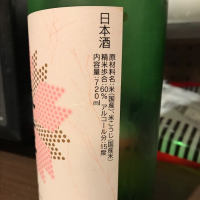 日本酒
原材料名:米(国産)、米こうじ(国産米)
精米歩合:60% アルコール分:15度
内容量:720ml